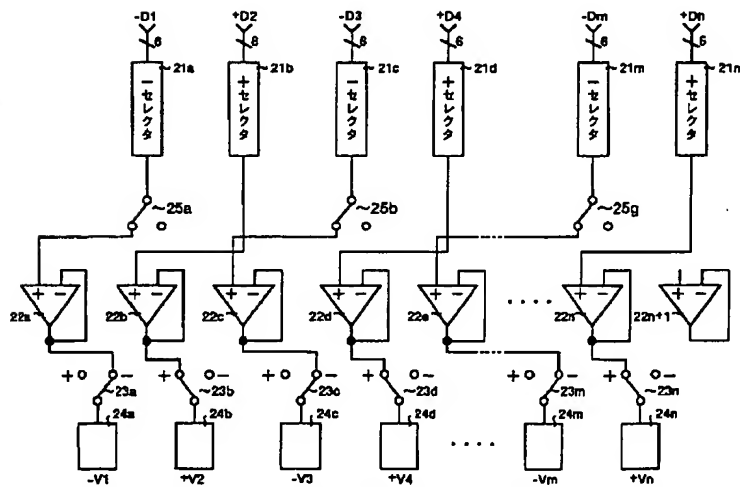 -D1 +D2 -D3 +D4 -Dm +Dn
6 6 6 6 6 6
21a 21b 21c 21d 21m 21n
−セレクタ +セレクタ −セレクタ +セレクタ −セレクタ +セレクタ
25a 25b 25g
+ − + − + − + − + − + − + −
22a 22b 22c 22d 22e 22n 22n+1
+ − + − + − + − + − + −
23a 23b 23c 23d 23m 23n
24a 24b 24c 24d 24m 24n
-V1 +V2 -V3 +V4 -Vm +Vn